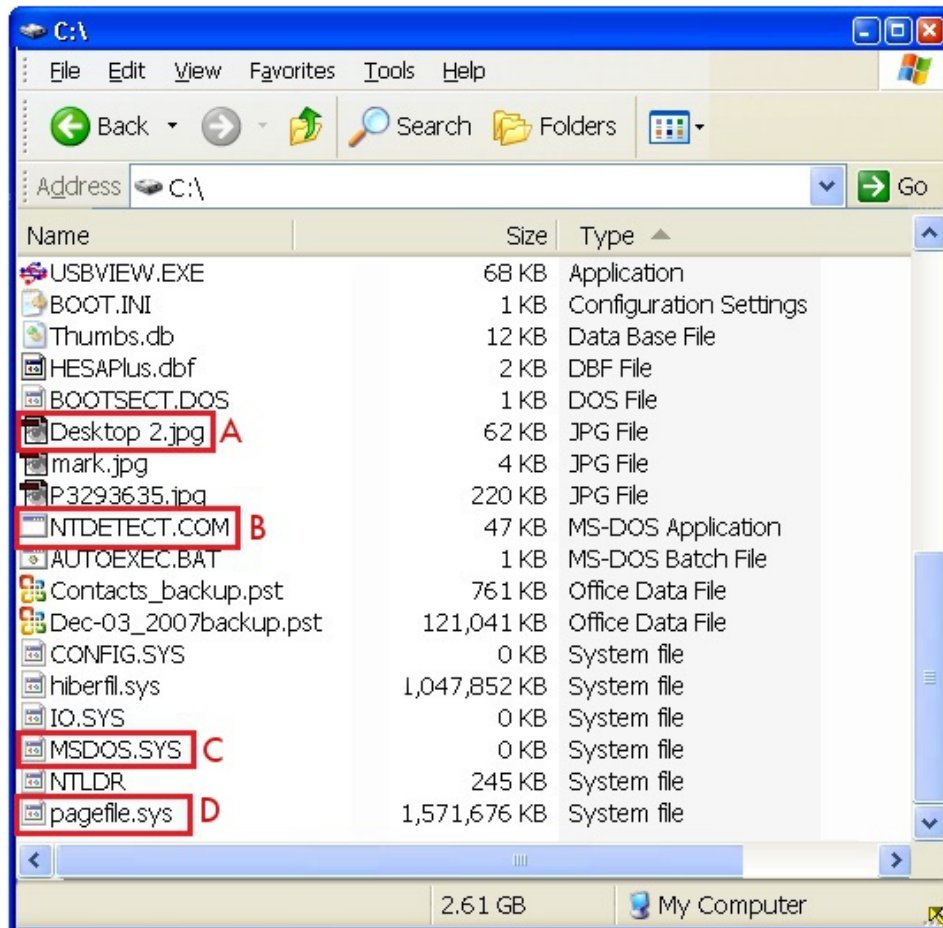 C:\
File Edit View Favorites Tools Help
Back Search Folders
Address C:\ Go
Name Size Type
USBVIEW.EXE 68 KB Application
BOOT.INI 1 KB Configuration Settings
Thumbs.db 12 KB Data Base File
HESAPlus.dbf 2 KB DBF File
BOOTSECT.DOS 1 KB DOS File
Desktop 2.jpg A 62 KB JPG File
mark.jpg 4 KB JPG File
P3293635.jpg 220 KB JPG File
NTDETECT.COM B 47 KB MS-DOS Application
AUTOEXEC.BAT 1 KB MS-DOS Batch File
Contacts_backup.pst 761 KB Office Data File
Dec-03_2007backup.pst 121,041 KB Office Data File
CONFIG.SYS 0 KB System file
hiberfil.sys 1,047,852 KB System file
IO.SYS 0 KB System file
MSDOS.SYS C 0 KB System file
NTLDR 245 KB System file
pagefile.sys D 1,571,676 KB System file
2.61 GB My Computer